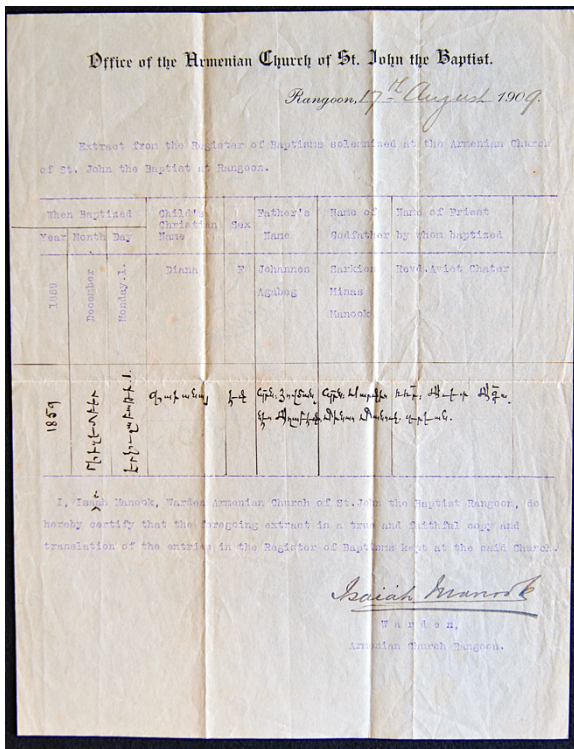 Office of the Armenian Church of St. John the Baptist.
Rangoon, 17th August 1909.
Extract from the Register of Baptisms solemnized at the Armenian Church
of St. John the Baptist at Rangoon.
When Baptized Child's Christian Name Sex Father's Name Name of Godfather Name of Priest by whom baptized
Year Month Day
1889 December Monday.1. Diana F Johannes Agabeg Sarkies Minas Manook Revd. Aviet Chater
1859
I, Isaah Manook, Warden Armenian Church of St. John the Baptist Rangoon, do
hereby certify that the foregoing extract is a true and faithful copy and
translation of the entries in the Register of Baptisms kept at the said Church.
Isaiah Manook
Warden,
Armenian Church Rangoon.